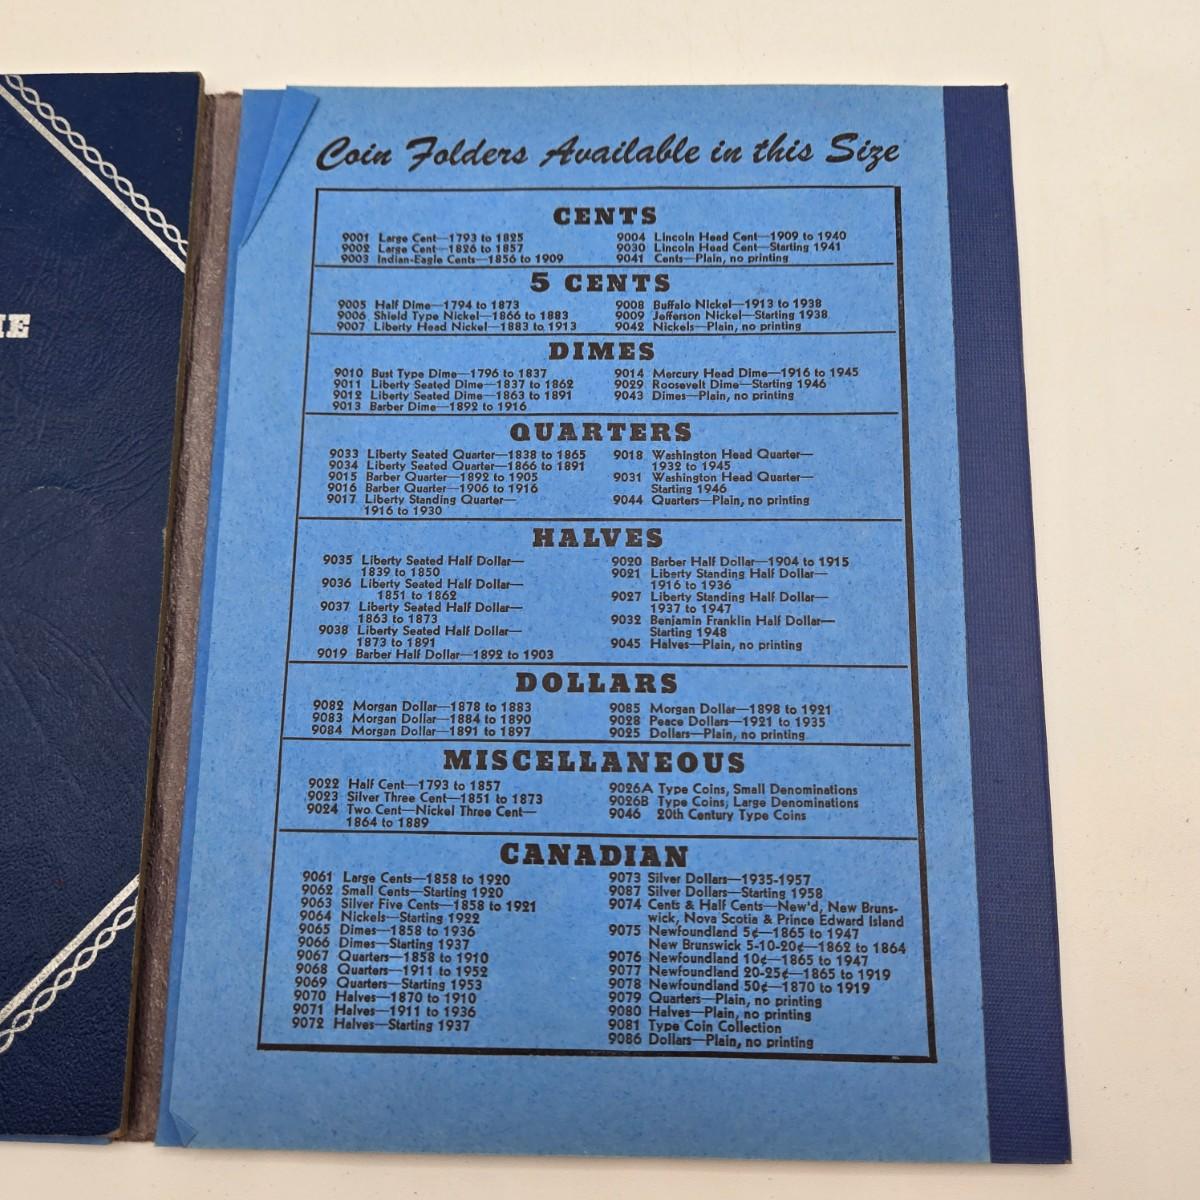 IE
Coin Folders Available in this Size
CENTS
9001 Large Cent—1793 to 1825
9002 Large Cent—1826 to 1857
9003 Indian-Eagle Cents—1856 to 1909
9004 Lincoln Head Cent—1909 to 1940
9030 Lincoln Head Cent—Starting 1941
9041 Cents—Plain, no printing
5 CENTS
9005 Half Dime—1794 to 1873
9006 Shield Type Nickel—1866 to 1883
9007 Liberty Head Nickel—1883 to 1913
9008 Buffalo Nickel—1913 to 1938
9009 Jefferson Nickel—Starting 1938
9042 Nickels—Plain, no printing
DIMES
9010 Bust Type Dime—1796 to 1837
9011 Liberty Seated Dime—1837 to 1862
9012 Liberty Seated Dime—1863 to 1891
9013 Barber Dime—1892 to 1916
9014 Mercury Head Dime—1916 to 1945
9029 Roosevelt Dime—Starting 1946
9043 Dimes—Plain, no printing
QUARTERS
9033 Liberty Seated Quarter—1838 to 1865
9034 Liberty Seated Quarter—1866 to 1891
9015 Barber Quarter—1892 to 1905
9016 Barber Quarter—1906 to 1916
9017 Liberty Standing Quarter—
1916 to 1930
9018 Washington Head Quarter—
1932 to 1945
9031 Washington Head Quarter—
Starting 1946
9044 Quarters—Plain, no printing
HALVES
9035 Liberty Seated Half Dollar—
1839 to 1850
9036 Liberty Seated Half Dollar—
1851 to 1862
9037 Liberty Seated Half Dollar—
1863 to 1873
9038 Liberty Seated Half Dollar—
1873 to 1891
9019 Barber Half Dollar—1892 to 1903
9020 Barber Half Dollar—1904 to 1915
9021 Liberty Standing Half Dollar—
1916 to 1936
9027 Liberty Standing Half Dollar—
1937 to 1947
9032 Benjamin Franklin Half Dollar—
Starting 1948
9045 Halves—Plain, no printing
DOLLARS
9082 Morgan Dollar—1878 to 1883
9083 Morgan Dollar—1884 to 1890
9084 Morgan Dollar—1891 to 1897
9085 Morgan Dollar—1898 to 1921
9028 Peace Dollars—1921 to 1935
9025 Dollars—Plain, no printing
MISCELLANEOUS
9022 Half Cent—1793 to 1857
9023 Silver Three Cent—1851 to 1873
9024 Two Cent—Nickel Three Cent—
1864 to 1889
9026A Type Coins, Small Denominations
9026B Type Coins, Large Denominations
9046 20th Century Type Coins
CANADIAN
9061 Large Cents—1858 to 1920
9062 Small Cents—Starting 1920
9063 Silver Five Cents—1858 to 1921
9064 Nickels—Starting 1922
9065 Dimes—1858 to 1936
9066 Dimes—Starting 1937
9067 Quarters—1858 to 1910
9068 Quarters—1911 to 1952
9069 Quarters—Starting 1953
9070 Halves—1870 to 1910
9071 Halves—1911 to 1936
9072 Halves—Starting 1937
9073 Silver Dollars—1935-1957
9087 Silver Dollars—Starting 1958
9074 Cents & Half Cents—New'd, New Bruns-
wick, Nova Scotia & Prince Edward Island
9075 Newfoundland 5¢—1865 to 1947
New Brunswick 5-10-20¢—1862 to 1864
9076 Newfoundland 10¢—1865 to 1947
9077 Newfoundland 20-25¢—1865 to 1919
9078 Newfoundland 50¢—1870 to 1919
9079 Quarters—Plain, no printing
9080 Halves—Plain, no printing
9081 Type Coin Collection
9086 Dollars—Plain, no printing